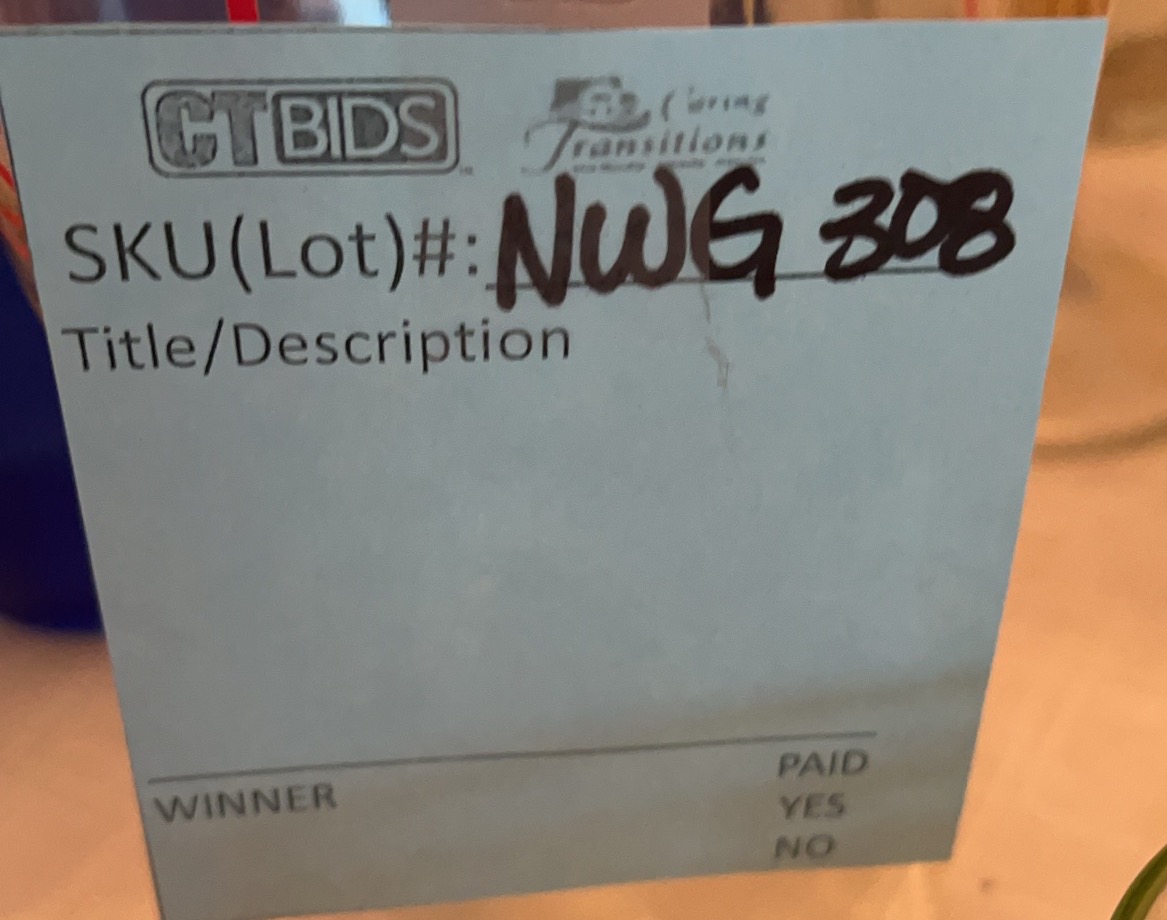 CTBIDS
Caring
Transitions
SKU(Lot)#: NWG 308
Title/Description
WINNER
PAID
YES
NO